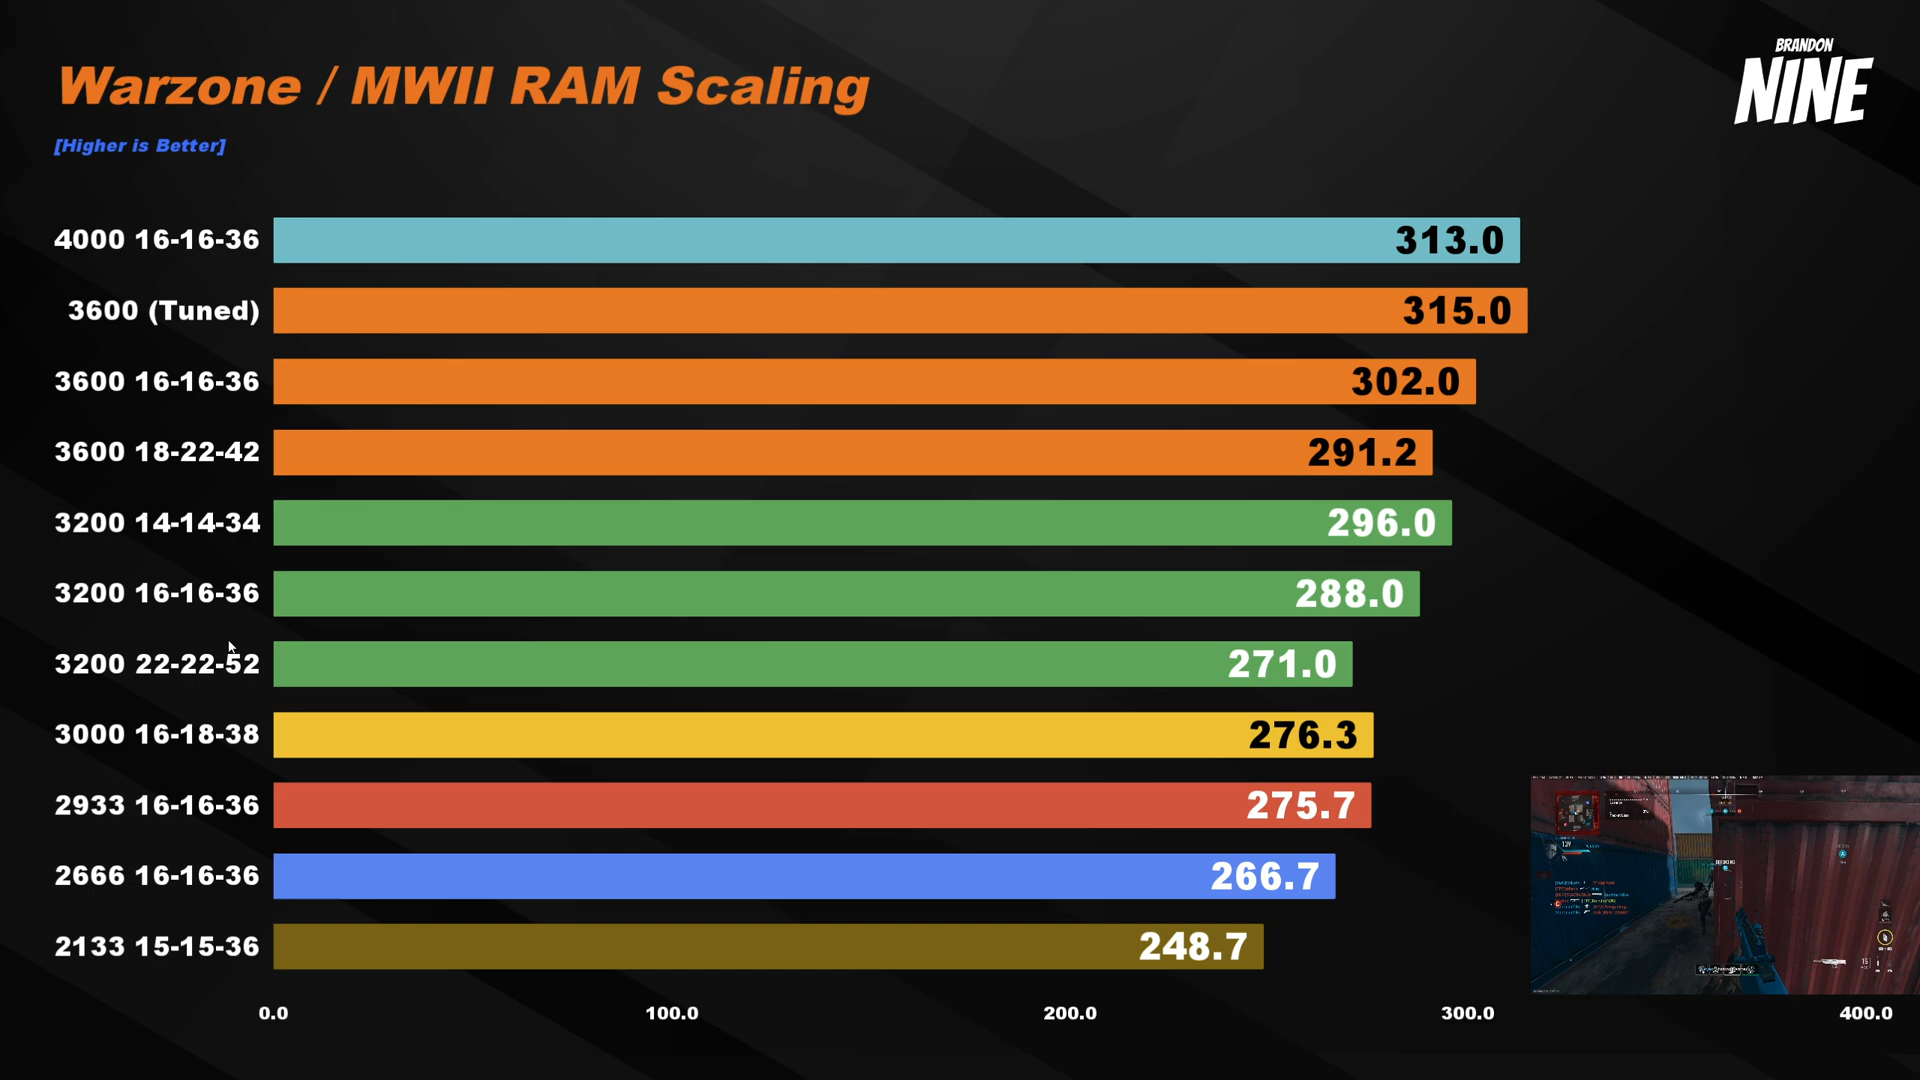 BRANDON
NINE
Warzone / MWII RAM Scaling
[Higher is Better]
4000 16-16-36 313.0
3600 (Tuned) 315.0
3600 16-16-36 302.0
3600 18-22-42 291.2
3200 14-14-34 296.0
3200 16-16-36 288.0
3200 22-22-52 271.0
3000 16-18-38 276.3
2933 16-16-36 275.7
2666 16-16-36 266.7
2133 15-15-36 248.7
0.0 100.0 200.0 300.0 400.0